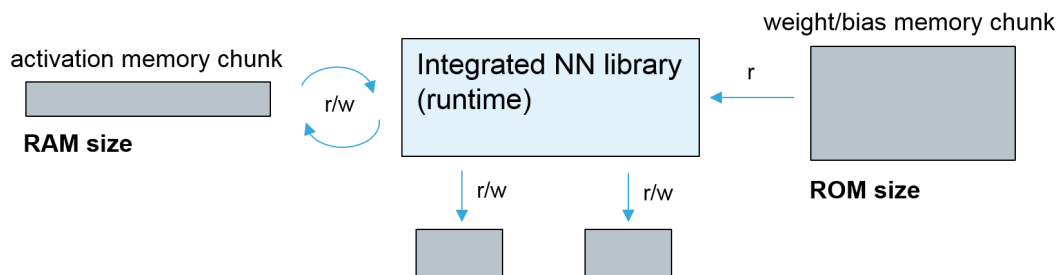 weight/bias memory chunk
activation memory chunk
Integrated NN library
(runtime)
r
r/w
RAM size
ROM size
r/w
r/w